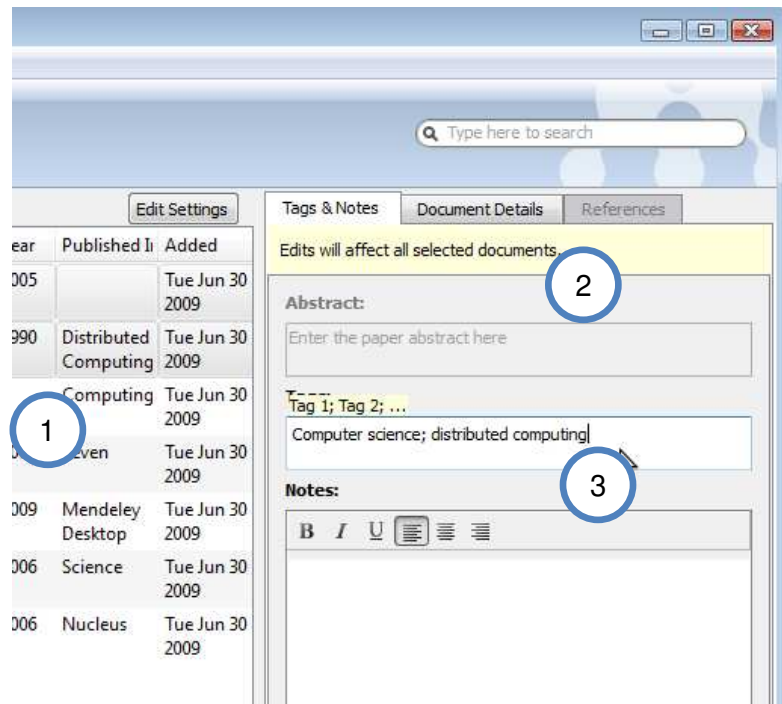 Type here to search
Edit Settings
Tags & Notes
Document Details
References
ear
Published In
Added
Edits will affect all selected documents.
005
Tue Jun 30
2009
2
Abstract:
990
Distributed
Computing
Tue Jun 30
2009
Enter the paper abstract here
Computing
Tue Jun 30
2009
Tag 1; Tag 2; ...
1
Computer science; distributed computing
Tue Jun 30
2009
3
Notes:
009
Mendeley
Desktop
Tue Jun 30
2009
B I U
006
Science
Tue Jun 30
2009
006
Nucleus
Tue Jun 30
2009